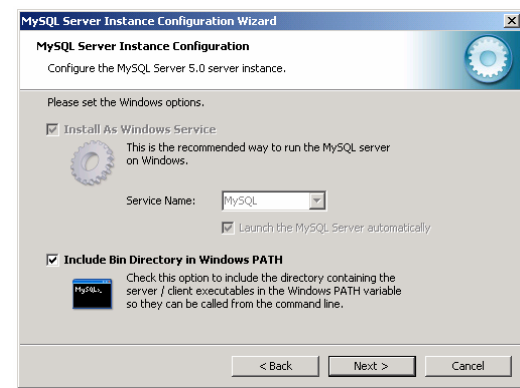 MySQL Server Instance Configuration Wizard
MySQL Server Instance Configuration
Configure the MySQL Server 5.0 server instance.
Please set the Windows options.
Install As Windows Service
This is the recommended way to run the MySQL server
on Windows.
Service Name: MySQL
Launch the MySQL Server automatically
Include Bin Directory in Windows PATH
MySQL>_
Check this option to include the directory containing the
server / client executables in the Windows PATH variable
so they can be called from the command line.
< Back Next > Cancel